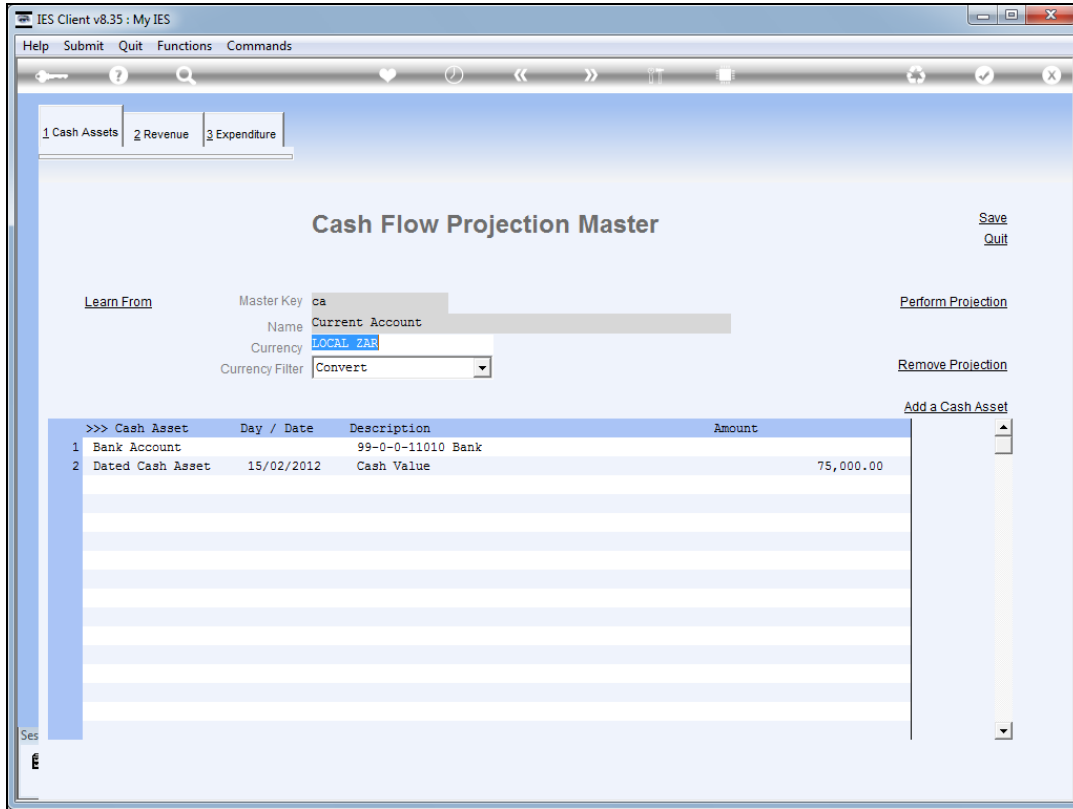 IES Client v8.35 : My IES
Help Submit Quit Functions Commands
1 Cash Assets 2 Revenue 3 Expenditure
Cash Flow Projection Master
Save
Quit
Learn From Master Key ca Perform Projection
Name Current Account
Currency LOCAL ZAR
Currency Filter Convert Remove Projection
Add a Cash Asset
>>> Cash Asset Day / Date Description Amount
1 Bank Account 99-0-0-11010 Bank
2 Dated Cash Asset 15/02/2012 Cash Value 75,000.00
Ses